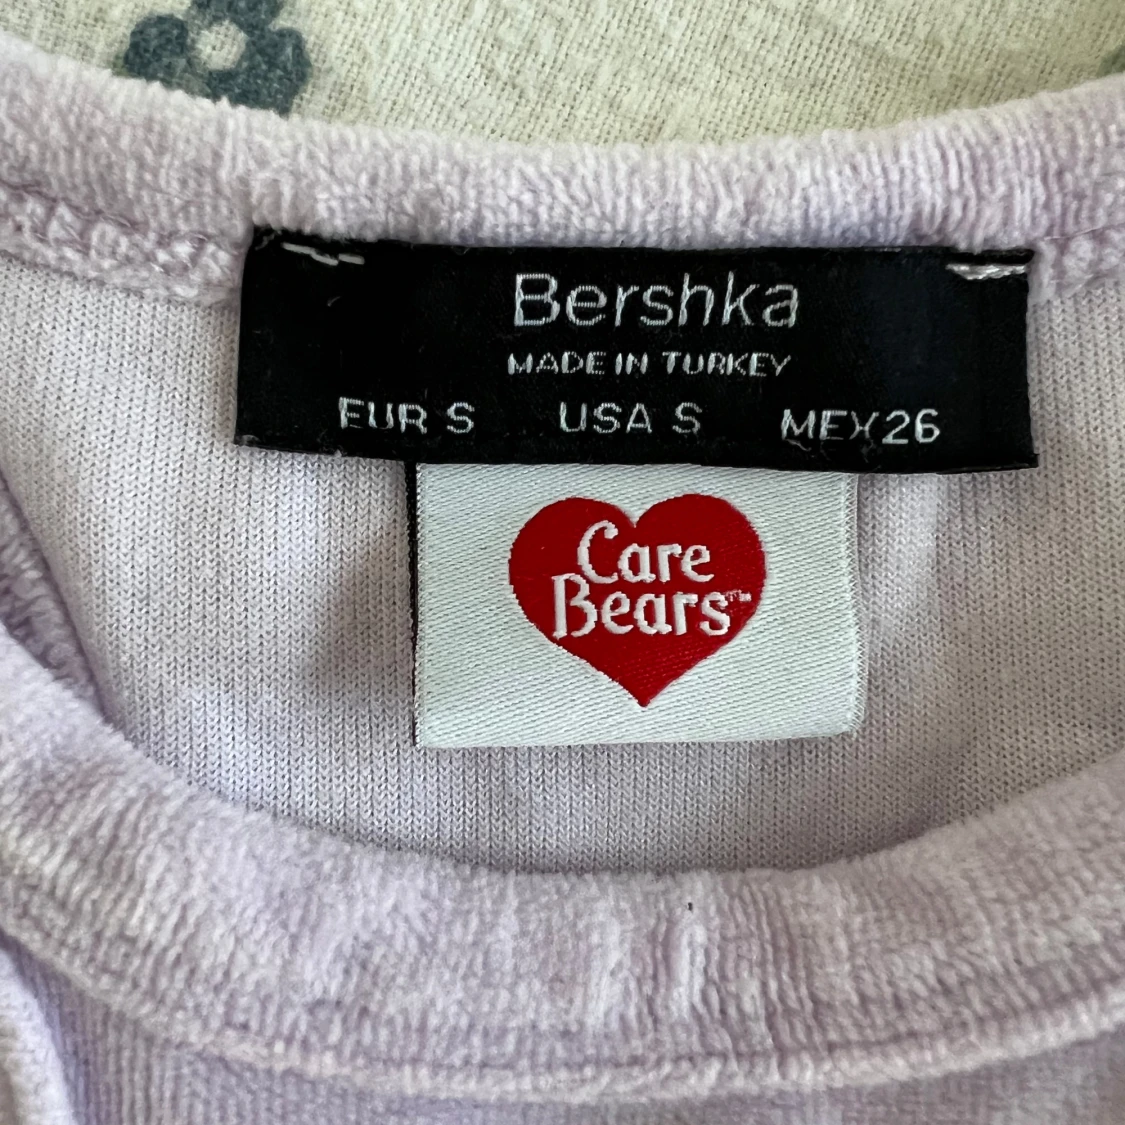 Bershka
MADE IN TURKEY
EUR S USA S MEX 26
Care
Bears™